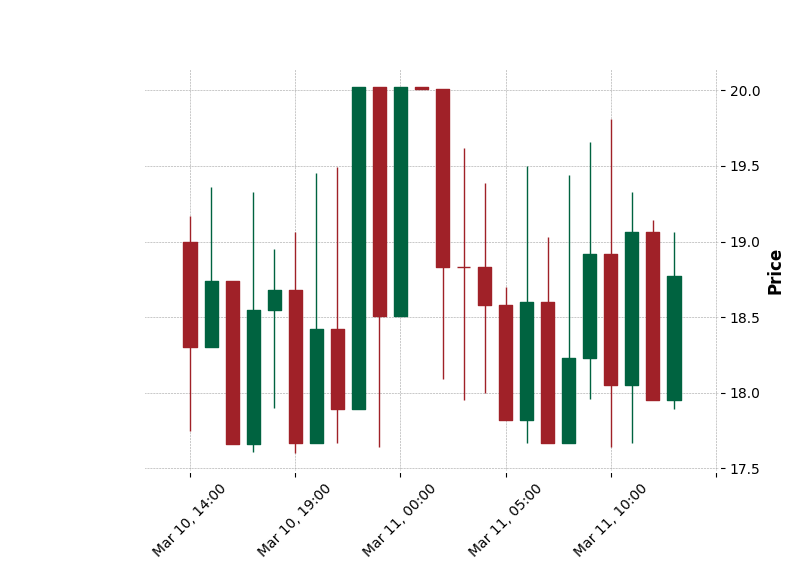 20.0
19.5
19.0
18.5
18.0
17.5
Price
Mar 10, 14:00
Mar 10, 19:00
Mar 11, 00:00
Mar 11, 05:00
Mar 11, 10:00